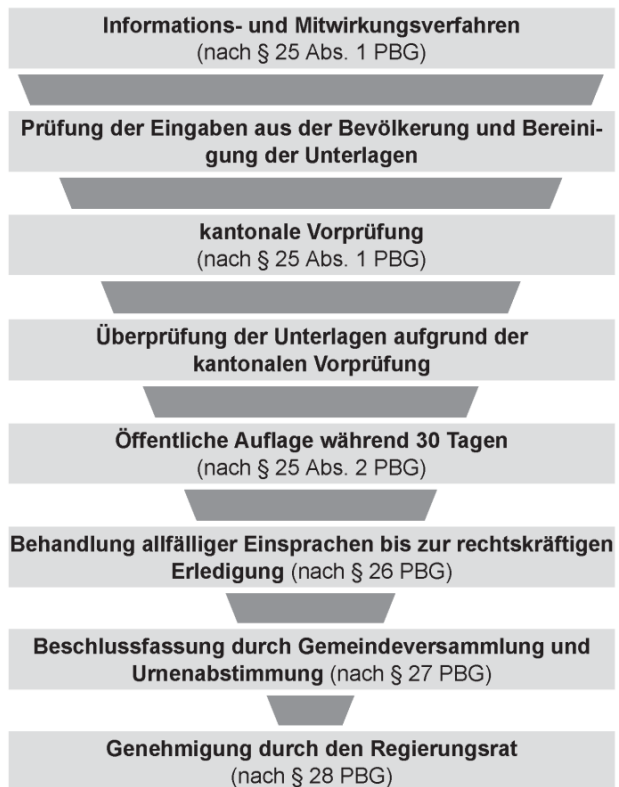 Informations- und Mitwirkungsverfahren
(nach § 25 Abs. 1 PBG)
Prüfung der Eingaben aus der Bevölkerung und Bereini-
gung der Unterlagen
kantonale Vorprüfung
(nach § 25 Abs. 1 PBG)
Überprüfung der Unterlagen aufgrund der
kantonalen Vorprüfung
Öffentliche Auflage während 30 Tagen
(nach § 25 Abs. 2 PBG)
Behandlung allfälliger Einsprachen bis zur rechtskräftigen
Erledigung (nach § 26 PBG)
Beschlussfassung durch Gemeindeversammlung und
Urnenabstimmung (nach § 27 PBG)
Genehmigung durch den Regierungsrat
(nach § 28 PBG)